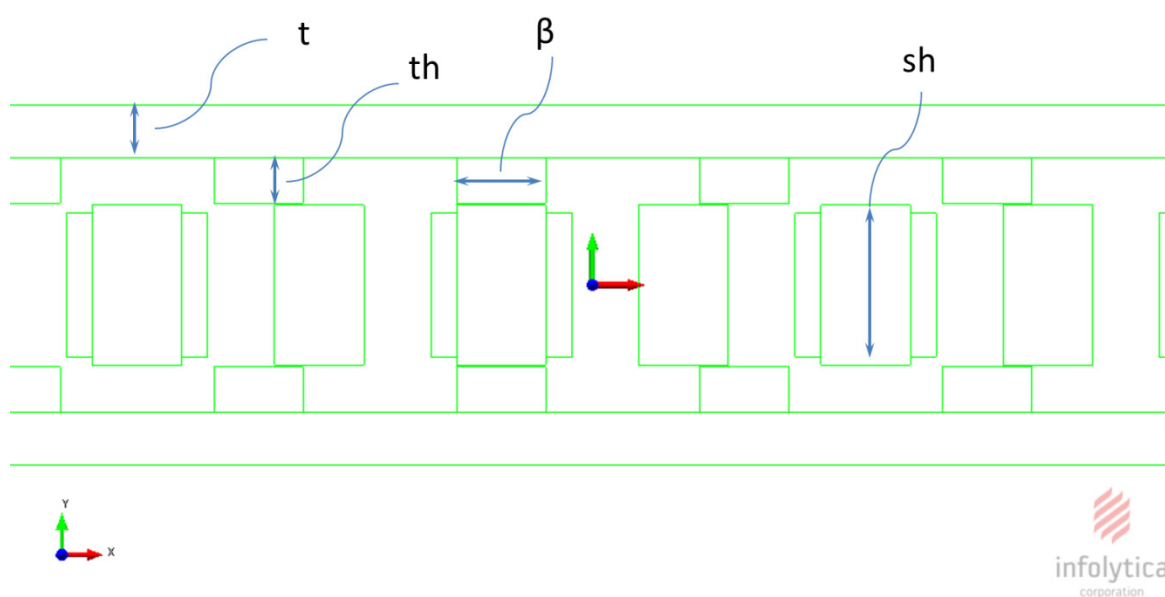 t
th
β
sh
Y
X
infolytica
corporation